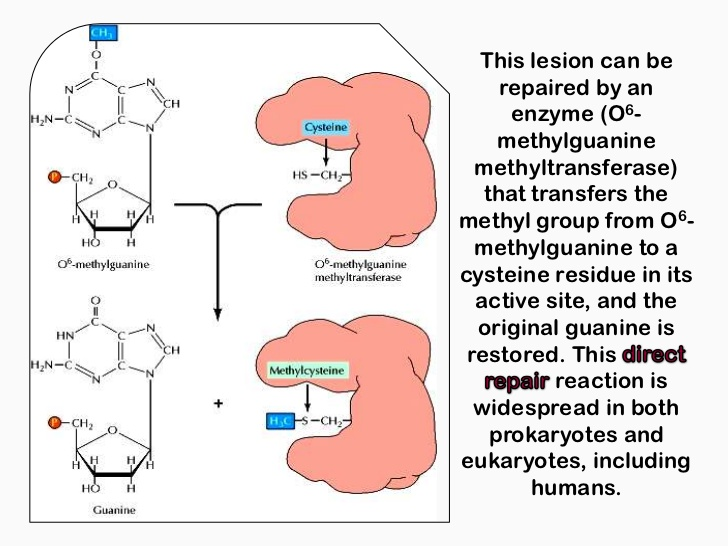 CH₃
O
C
N
C
N
CH
H₂N–C
N
C
N
P–CH₂
O
H
H
H
H
HO
H
O⁶-methylguanine
Cysteine
HS–CH₂–
O⁶-methylguanine
methyltransferase
O
C
HN
C
N
CH
H₂N–C
N
C
N
P–CH₂
O
H
H
H
H
HO
H
Guanine
+
Methylcysteine
H₃C–S–CH₂–
This lesion can be
repaired by an
enzyme (O⁶-
methylguanine
methyltransferase)
that transfers the
methyl group from O⁶-
methylguanine to a
cysteine residue in its
active site, and the
original guanine is
restored. This direct
repair reaction is
widespread in both
prokaryotes and
eukaryotes, including
humans.